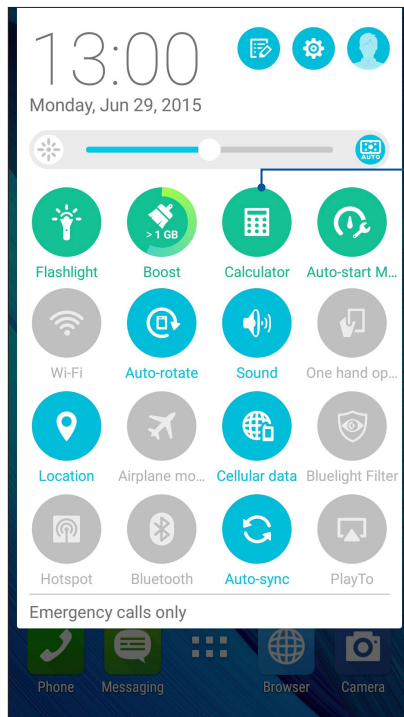 13:00
Monday, Jun 29, 2015
AUTO
> 1 GB
Flashlight Boost Calculator Auto-start M...
Wi-Fi Auto-rotate Sound One hand op...
Location Airplane mo... Cellular data Bluelight Filter
Hotspot Bluetooth Auto-sync PlayTo
Emergency calls only
Phone Messaging Browser Camera